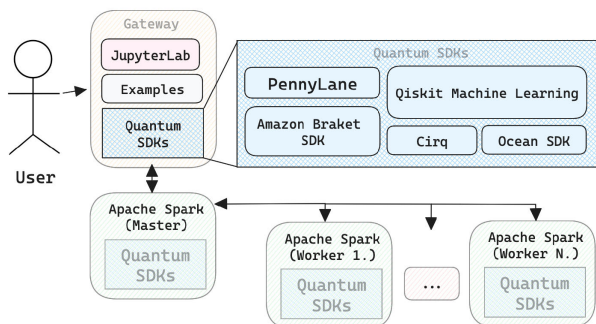 Gateway
JupyterLab
Examples
Quantum
SDKs
User
Quantum SDKs
PennyLane
Qiskit Machine Learning
Amazon Braket
SDK
Cirq
Ocean SDK
Apache Spark
(Master)
Quantum
SDKs
Apache Spark
(Worker 1.)
Quantum
SDKs
...
Apache Spark
(Worker N.)
Quantum
SDKs